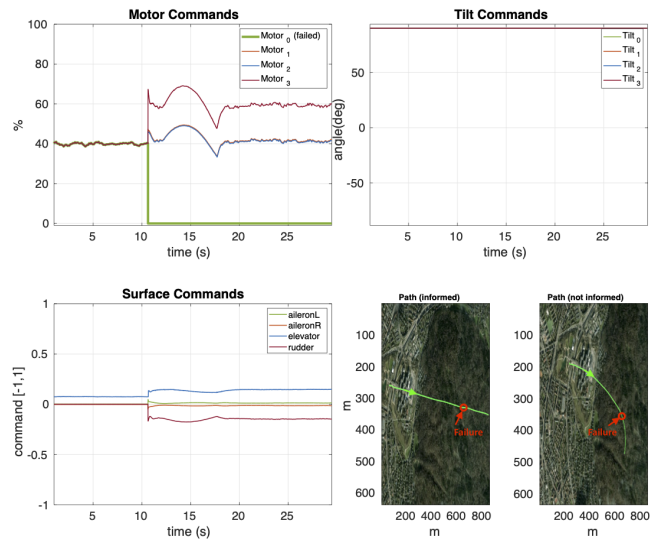 Motor Commands
100
80
60
40
20
0
%
5
10
15
20
25
time (s)
Motor 0 (failed)
Motor 1
Motor 2
Motor 3
Tilt Commands
50
0
-50
angle(deg)
5
10
15
20
25
time (s)
Tilt 0
Tilt 1
Tilt 2
Tilt 3
Surface Commands
1
0.5
0
-0.5
-1
command [-1,1]
5
10
15
20
25
time (s)
aileronL
aileronR
elevator
rudder
Path (informed)
0
100
200
300
400
500
600
m
200 400 600 800
m
Failure
Path (not informed)
0
100
200
300
400
500
600
200 400 600 800
m
Failure